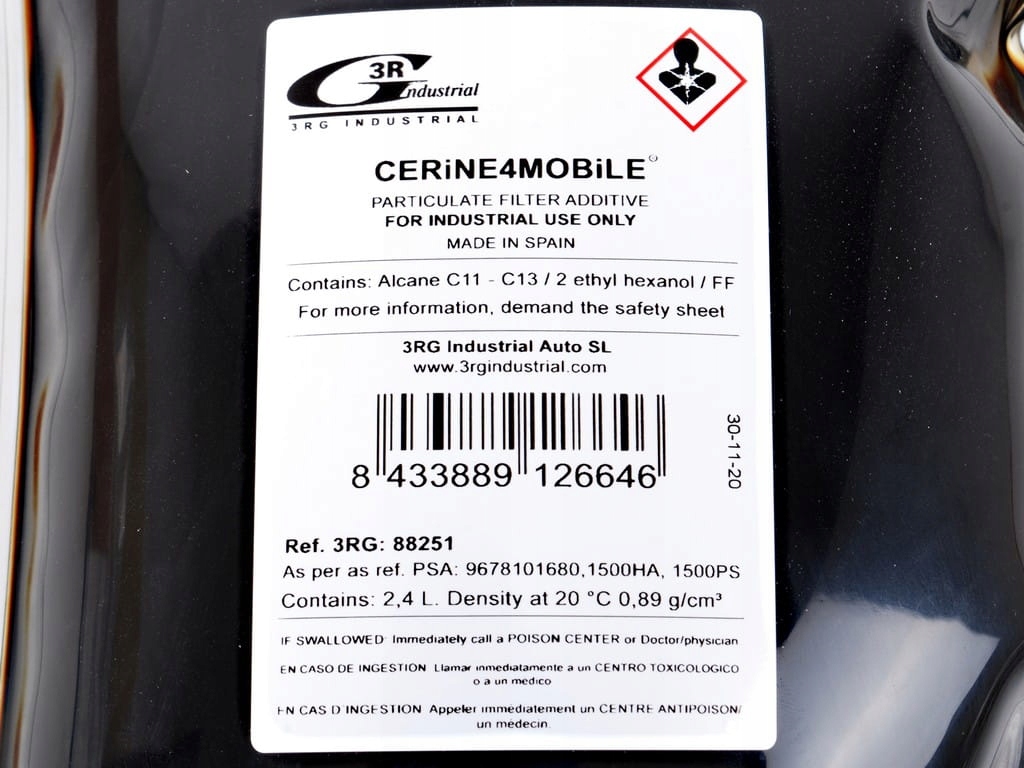 3R
Industrial
3RG INDUSTRIAL
CERiNE4MOBiLE®
PARTICULATE FILTER ADDITIVE
FOR INDUSTRIAL USE ONLY
MADE IN SPAIN
Contains: Alcane C11 - C13 / 2 ethyl hexanol / FF
For more information, demand the safety sheet
3RG Industrial Auto SL
www.3rgindustrial.com
8 433889 126646
30-11-20
Ref. 3RG: 88251
As per as ref. PSA: 9678101680,1500HA, 1500PS
Contains: 2,4 L. Density at 20 °C 0,89 g/cm³
IF SWALLOWED: Immediately call a POISON CENTER or Doctor/physician
EN CASO DE INGESTION Llamar inmediatamente a un CENTRO TOXICOLOGICO
o a un medico
EN CAS D'INGESTION Appeler immédiatement un CENTRE ANTIPOISON/
un médecin.